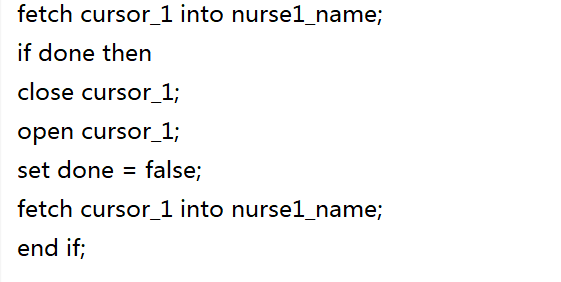 fetch cursor_1 into nurse1_name;
if done then
close cursor_1;
open cursor_1;
set done = false;
fetch cursor_1 into nurse1_name;
end if;